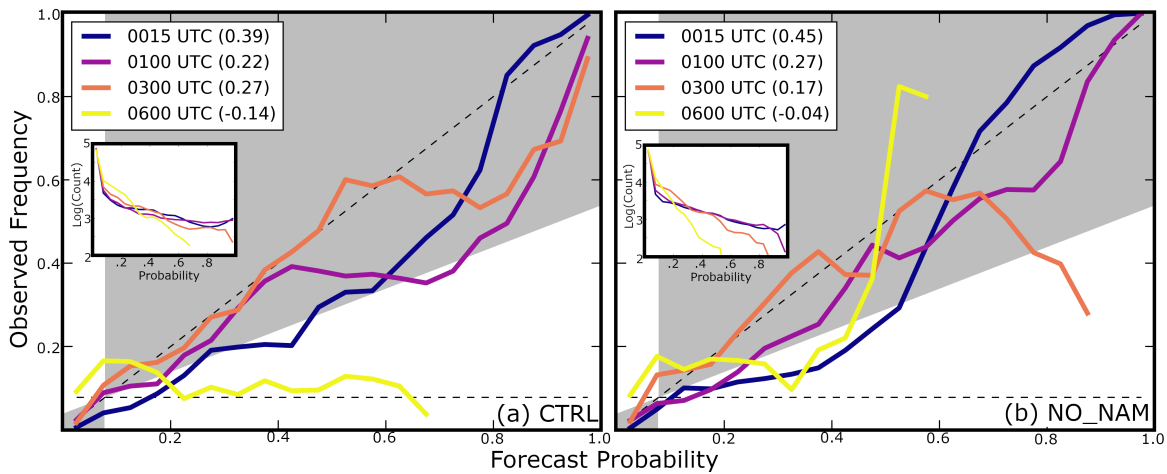 1.0
0015 UTC (0.39)
0100 UTC (0.22)
0300 UTC (0.27)
0600 UTC (-0.14)
0015 UTC (0.45)
0100 UTC (0.27)
0300 UTC (0.17)
0600 UTC (-0.04)
0.8
0.6
0.4
0.2
Observed Frequency
5
4
3
2
Log(Count)
.2 .4 .6 .8
Probability
5
4
3
2
Log(Count)
.2 .4 .6 .8
Probability
(a) CTRL
(b) NO_NAM
0.2 0.4 0.6 0.8 1.0
0.2 0.4 0.6 0.8 1.0
Forecast Probability